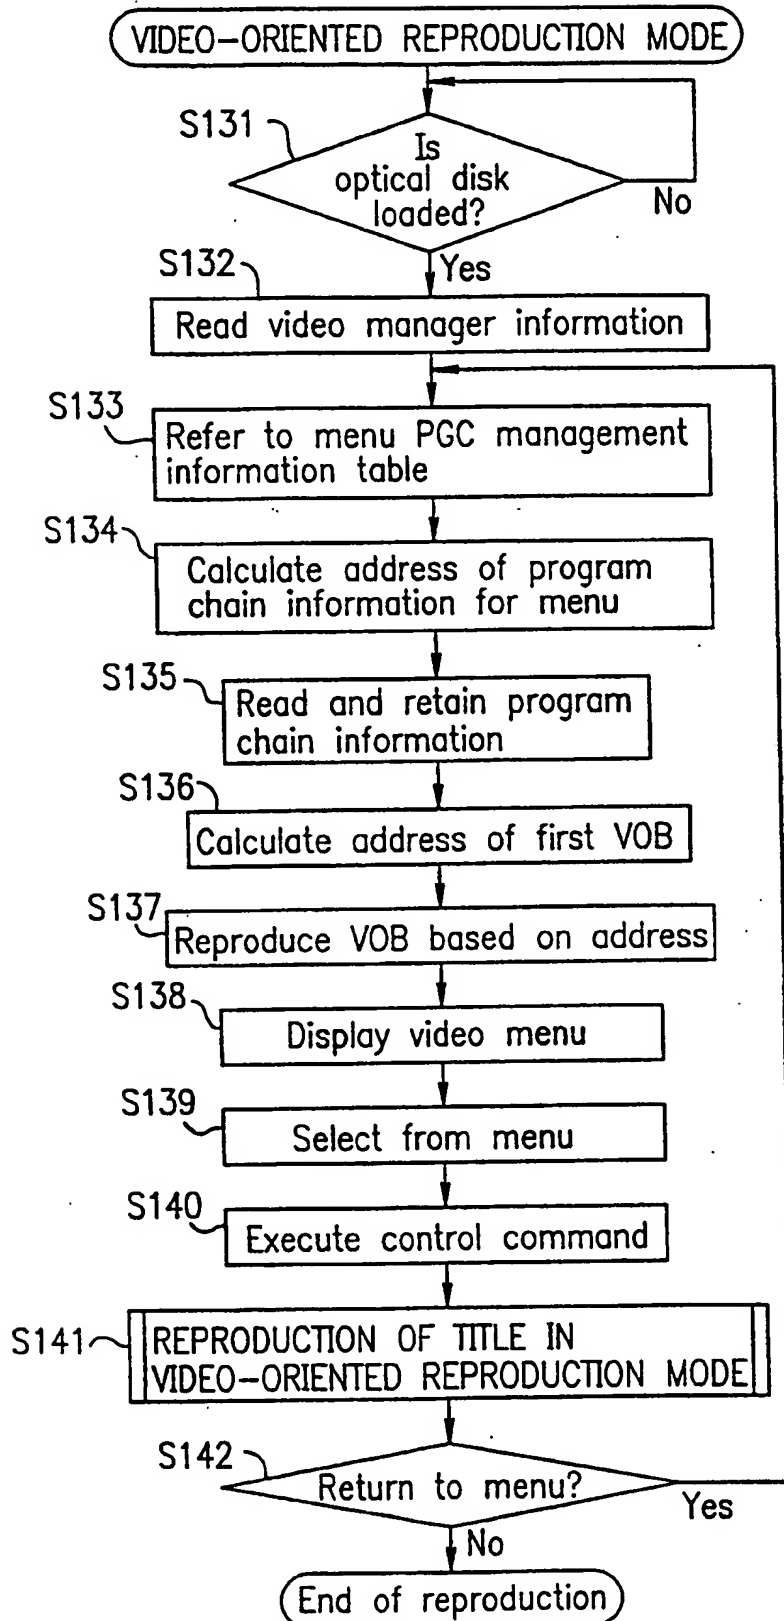 VIDEO-ORIENTED REPRODUCTION MODE
S131
Is
optical disk
loaded?
No
Yes
S132
Read video manager information
S133
Refer to menu PGC management
information table
S134
Calculate address of program
chain information for menu
S135
Read and retain program
chain information
S136
Calculate address of first VOB
S137
Reproduce VOB based on address
S138
Display video menu
S139
Select from menu
S140
Execute control command
S141
REPRODUCTION OF TITLE IN
VIDEO-ORIENTED REPRODUCTION MODE
S142
Return to menu?
Yes
No
End of reproduction